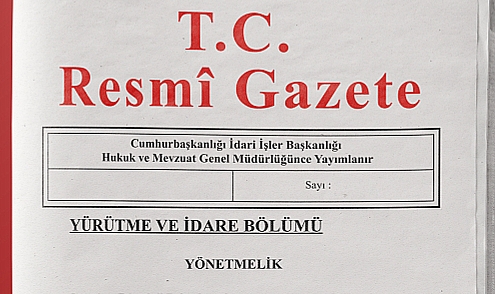 T.C.
Resmî Gazete
Cumhurbaşkanlığı İdari İşler Başkanlığı
Hukuk ve Mevzuat Genel Müdürlüğünce Yayımlanır
Sayı :
YÜRÜTME VE İDARE BÖLÜMÜ
YÖNETMELİK